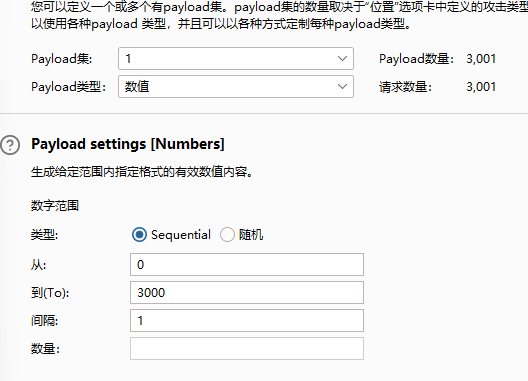 您可以定义一个或多个有payload集。payload集的数量取决于“位置”选项卡中定义的攻击类型
以使用各种payload 类型，并且可以以各种方式定制每种payload类型。
Payload集: 1 Payload数量: 3,001
Payload类型: 数值 请求数量: 3,001
Payload settings [Numbers]
生成给定范围内指定格式的有效数值内容。
数字范围
类型: Sequential 随机
从: 0
到(To): 3000
间隔: 1
数量: